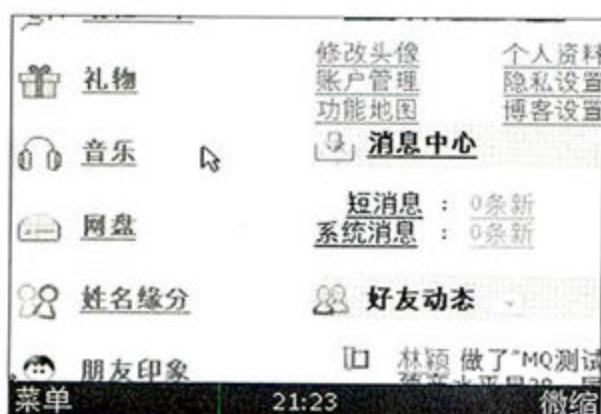 礼物
音乐
网盘
姓名缘分
朋友印象
修改头像 个人资料
账户管理 隐私设置
功能地图 博客设置
消息中心
短消息 : 0条新
系统消息 : 0条新
好友动态
林颖 做了"MQ测试
菜单 21:23 微缩